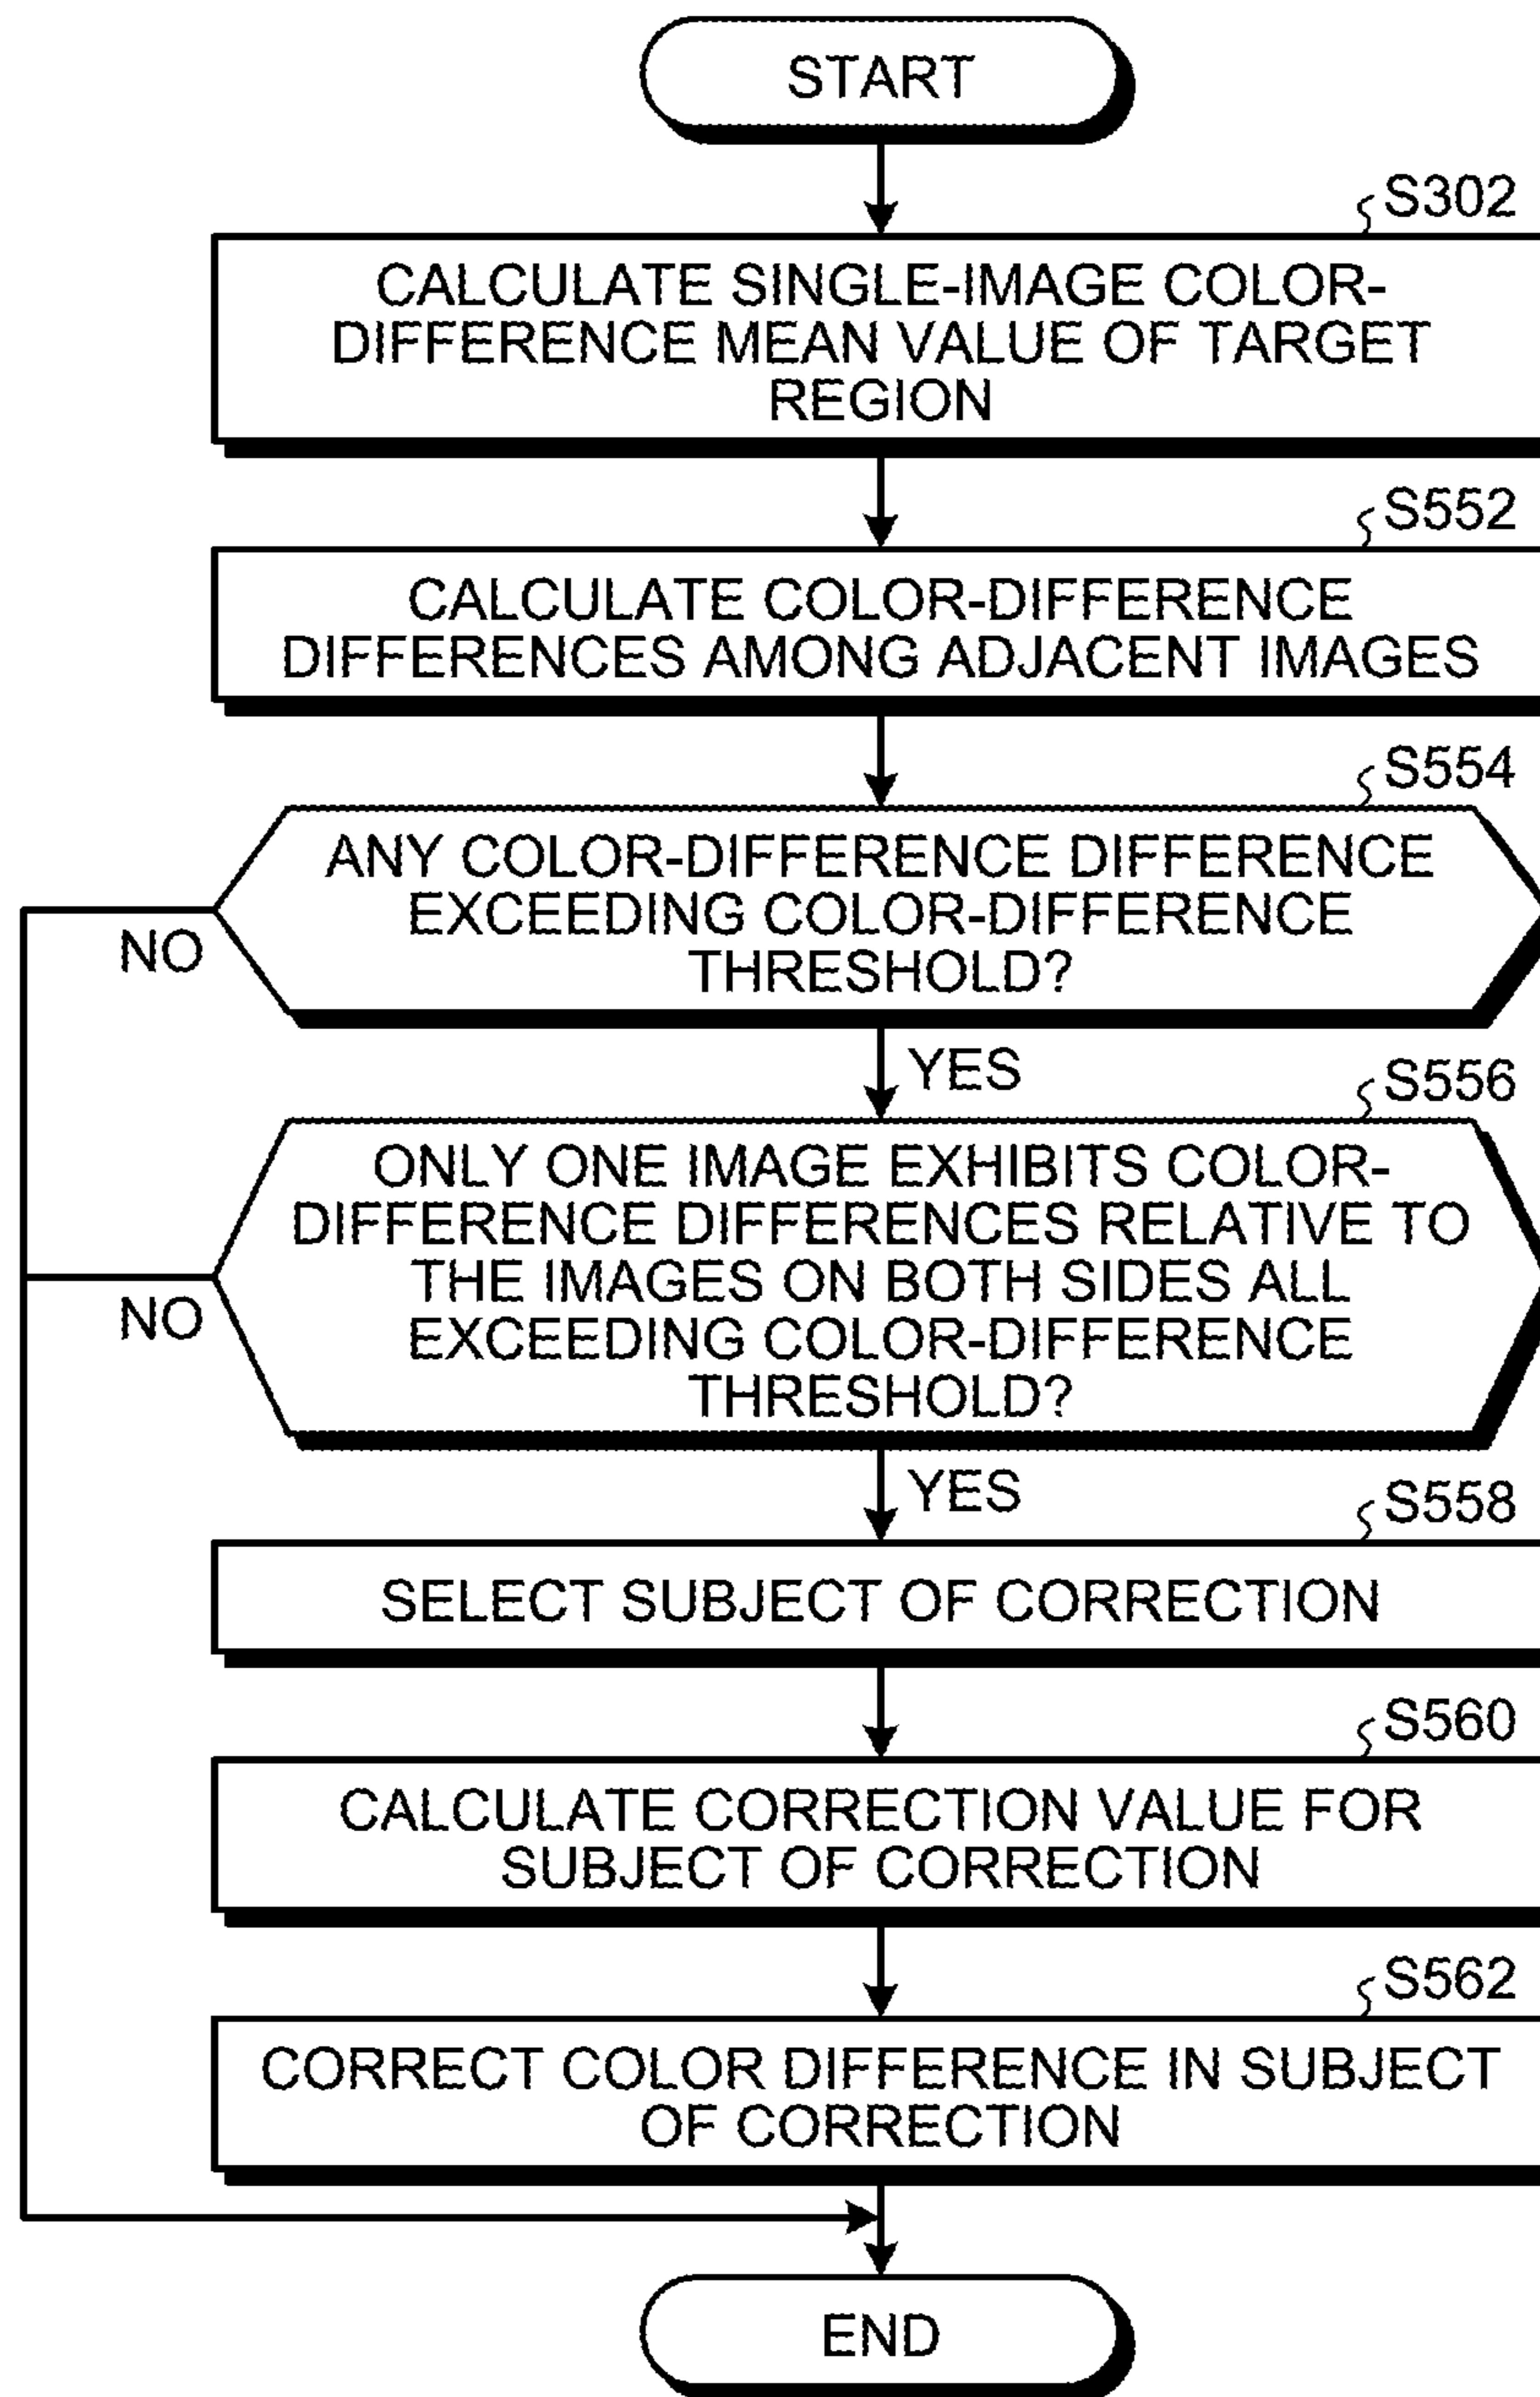 START
S302
CALCULATE SINGLE-IMAGE COLOR-
DIFFERENCE MEAN VALUE OF TARGET
REGION
S552
CALCULATE COLOR-DIFFERENCE
DIFFERENCES AMONG ADJACENT IMAGES
S554
ANY COLOR-DIFFERENCE DIFFERENCE
EXCEEDING COLOR-DIFFERENCE
THRESHOLD?
NO
YES
S556
ONLY ONE IMAGE EXHIBITS COLOR-
DIFFERENCE DIFFERENCES RELATIVE TO
THE IMAGES ON BOTH SIDES ALL
EXCEEDING COLOR-DIFFERENCE
THRESHOLD?
NO
YES
S558
SELECT SUBJECT OF CORRECTION
S560
CALCULATE CORRECTION VALUE FOR
SUBJECT OF CORRECTION
S562
CORRECT COLOR DIFFERENCE IN SUBJECT
OF CORRECTION
END